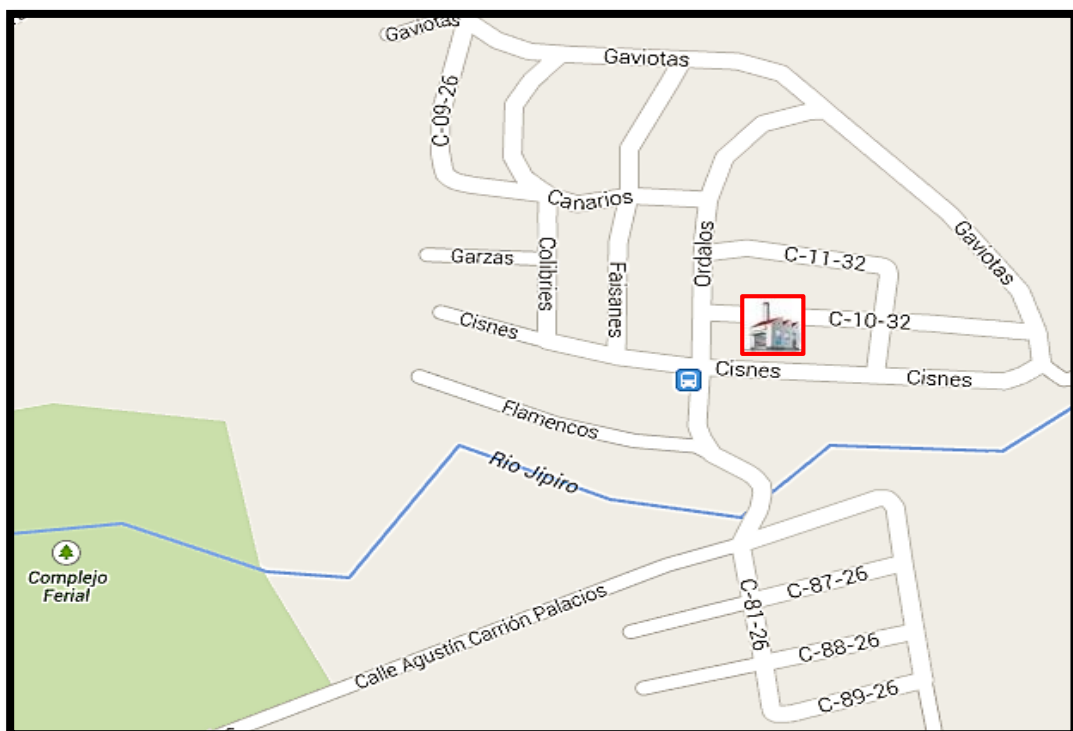 Gaviotas
Gaviotas
C-09-26
Canarios
Colibries
Garzas
Faisanes
Ordalos
Gaviotas
C-11-32
C-10-32
Cisnes
Cisnes
Cisnes
Flamencos
Rio Jipiro
Complejo
Ferial
Calle Agustín Carrión Palacios
C-81-26
C-87-26
C-88-26
C-89-26